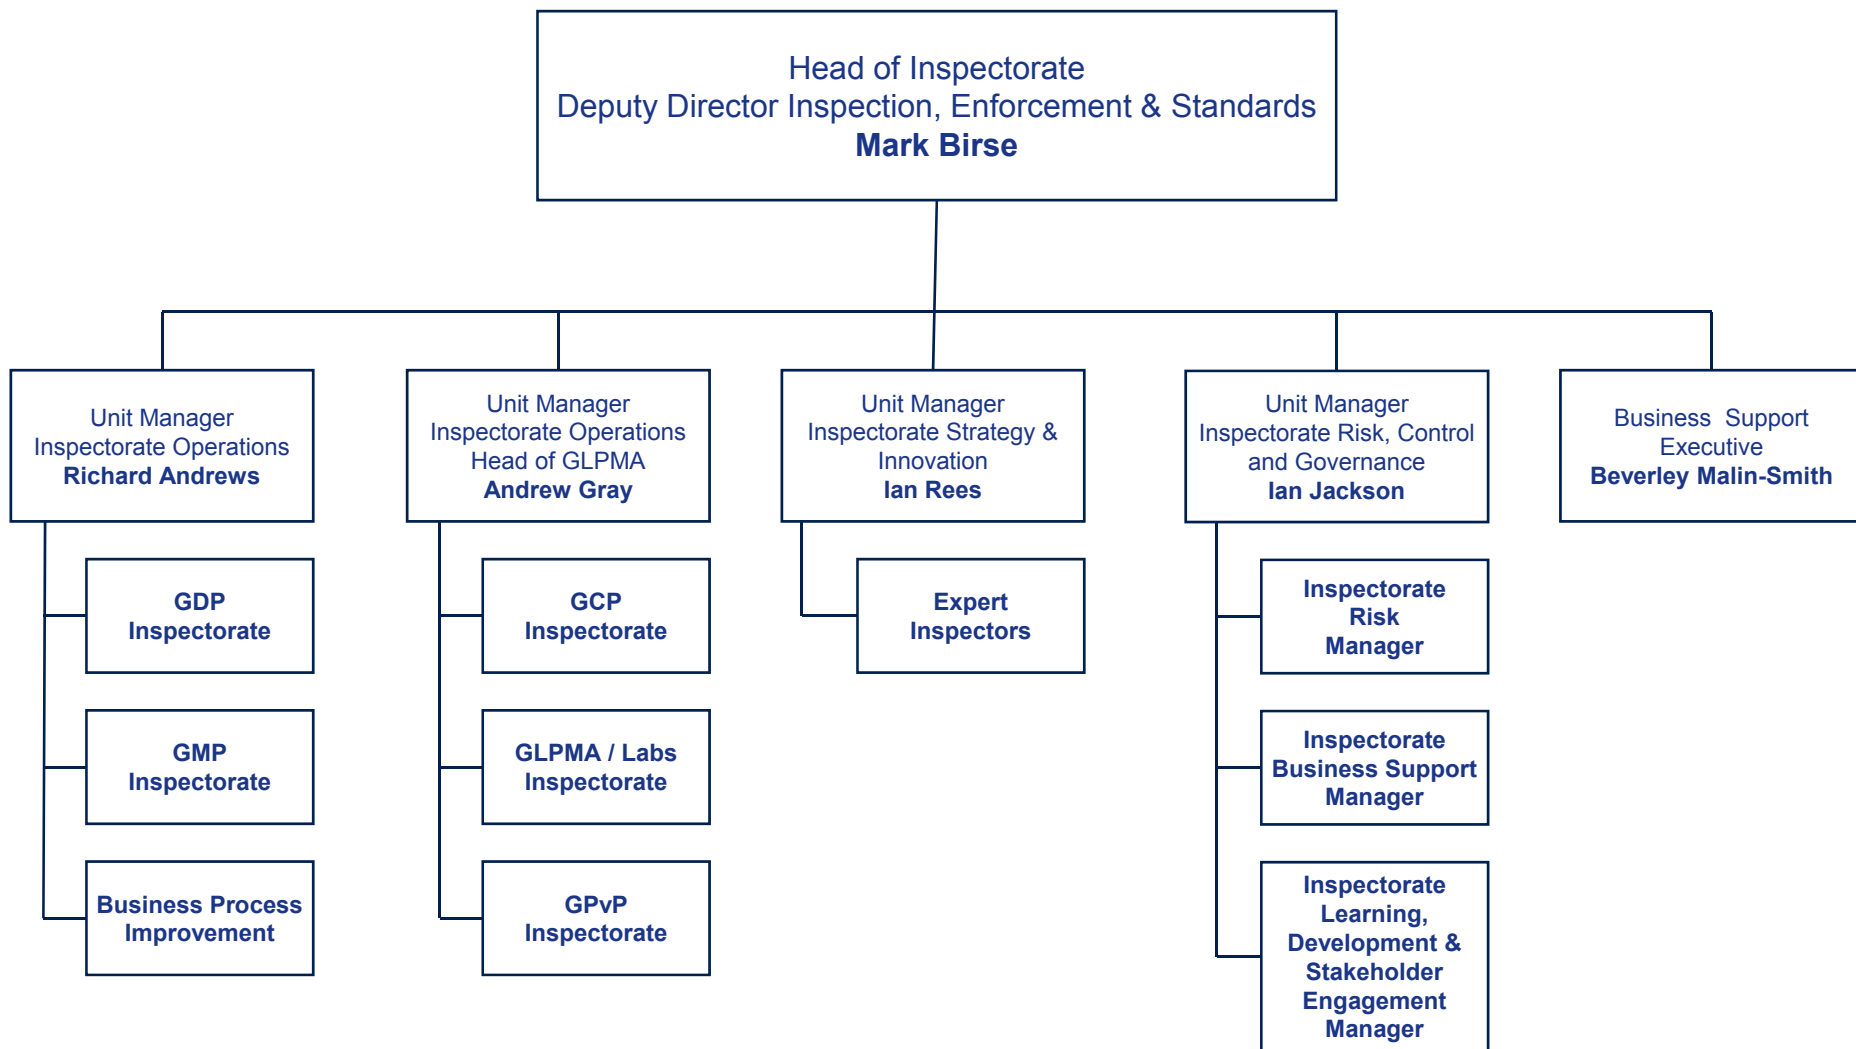 Head of Inspectorate
Deputy Director Inspection, Enforcement & Standards
Mark Birse
Unit Manager
Inspectorate Operations
Richard Andrews
Unit Manager
Inspectorate Operations
Head of GLPMA
Andrew Gray
Unit Manager
Inspectorate Strategy &
Innovation
Ian Rees
Unit Manager
Inspectorate Risk, Control
and Governance
Ian Jackson
Business  Support
Executive
Beverley Malin-Smith
GDP
Inspectorate
GMP
Inspectorate
Business Process
Improvement
GCP
Inspectorate
GLPMA / Labs
Inspectorate
GPvP
Inspectorate
Expert
Inspectors
Inspectorate
Risk
Manager
Inspectorate
Business Support
Manager
Inspectorate
Learning,
Development &
Stakeholder
Engagement
Manager